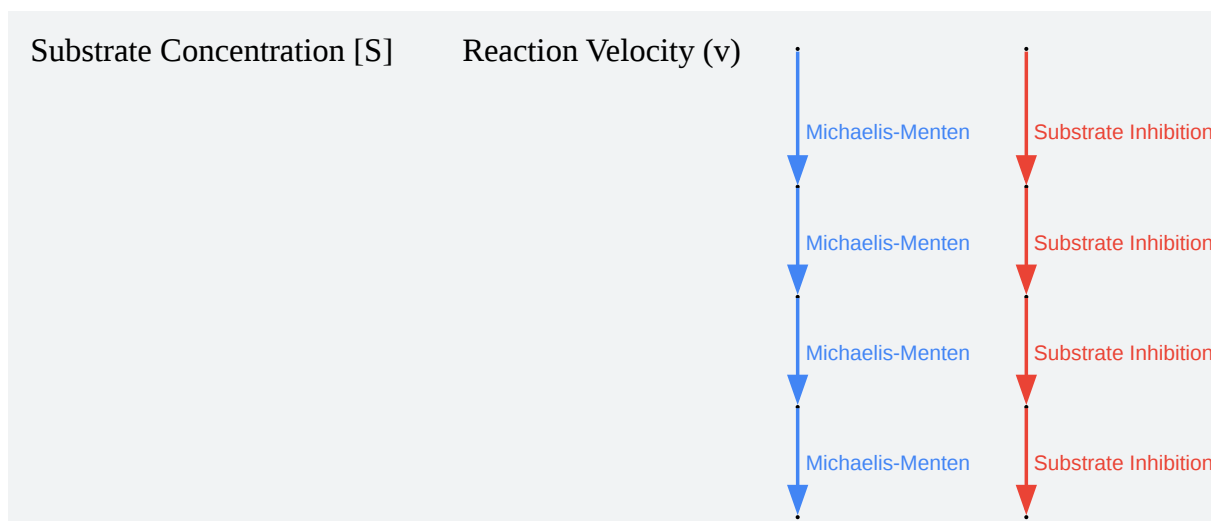 Substrate Concentration [S] Reaction Velocity (v)
Michaelis-Menten Substrate Inhibition
Michaelis-Menten Substrate Inhibition
Michaelis-Menten Substrate Inhibition
Michaelis-Menten Substrate Inhibition